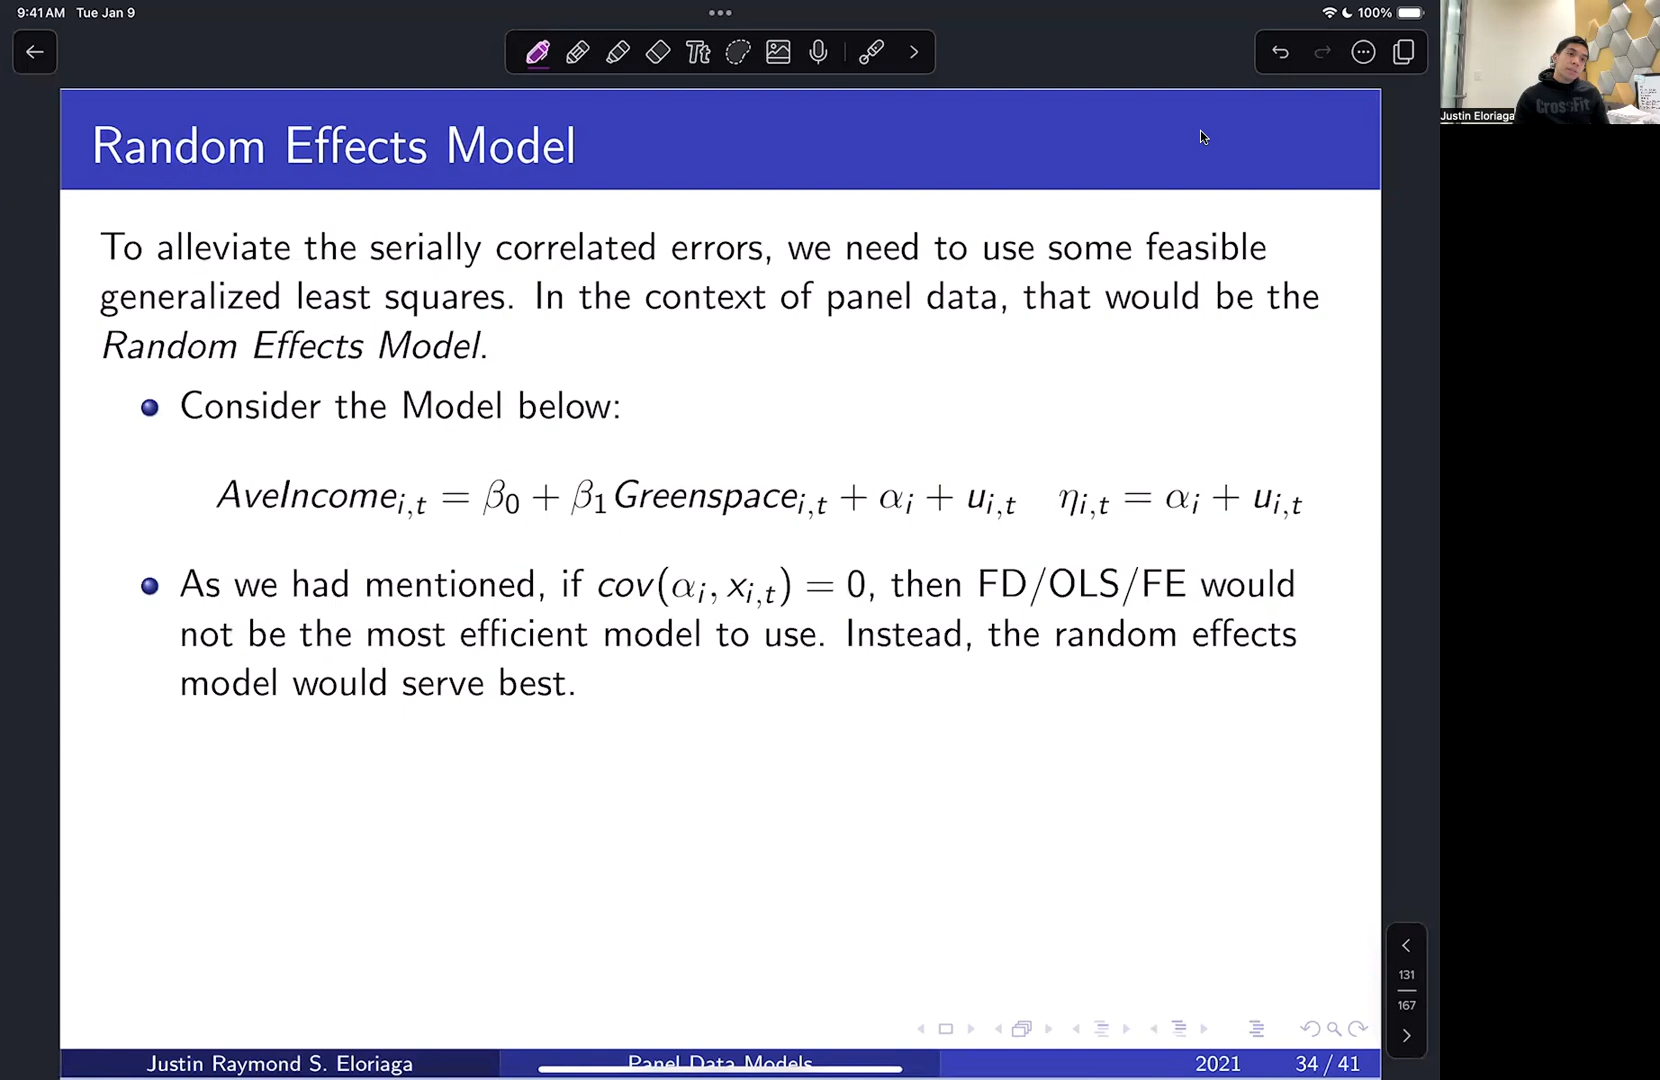 9:41 AM Tue Jan 9
100%
Tt
Justin Eloriaga
CrossFit
Random Effects Model
To alleviate the serially correlated errors, we need to use some feasible
generalized least squares. In the context of panel data, that would be the
Random Effects Model.
Consider the Model below:
AveIncome_{i,t} = β_0 + β_1 Greenspace_{i,t} + α_i + u_{i,t}   η_{i,t} = α_i + u_{i,t}
As we had mentioned, if cov(α_i, x_{i,t}) = 0, then FD/OLS/FE would
not be the most efficient model to use. Instead, the random effects
model would serve best.
131
167
Justin Raymond S. Eloriaga Panel Data Models 2021 34 / 41